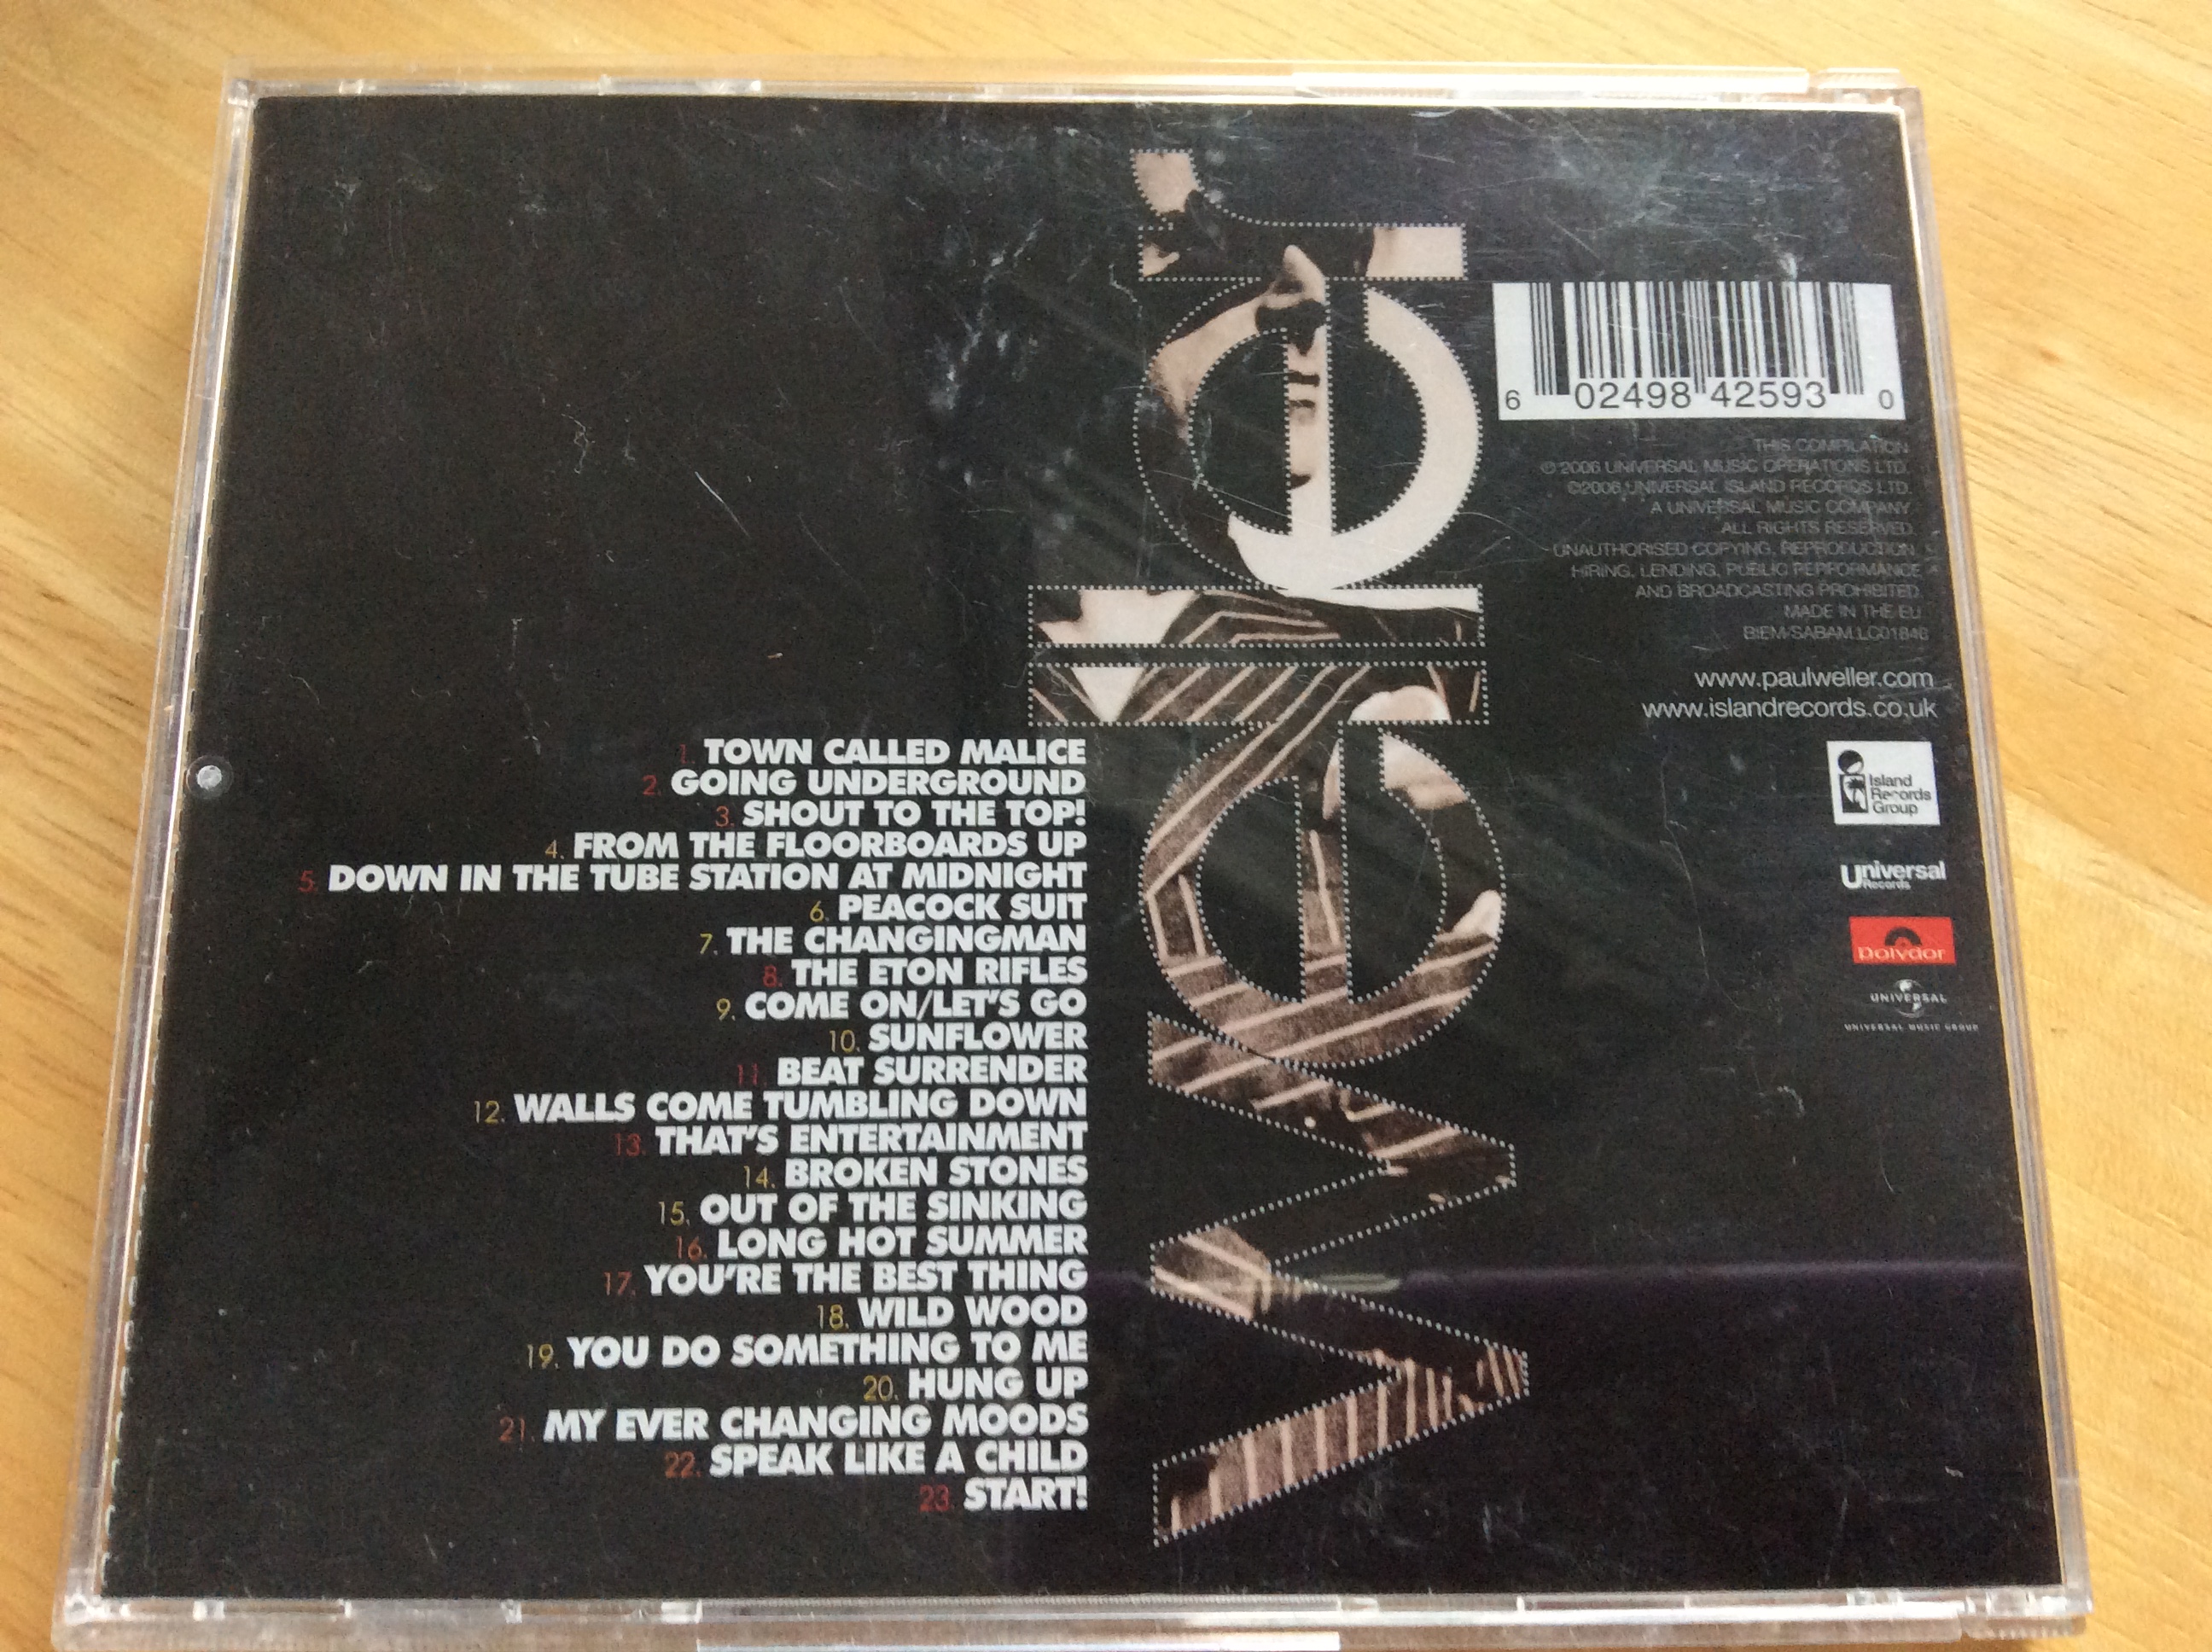 weller
1. TOWN CALLED MALICE
2. GOING UNDERGROUND
3. SHOUT TO THE TOP!
4. FROM THE FLOORBOARDS UP
5. DOWN IN THE TUBE STATION AT MIDNIGHT
6. PEACOCK SUIT
7. THE CHANGINGMAN
8. THE ETON RIFLES
9. COME ON/LET'S GO
10. SUNFLOWER
11. BEAT SURRENDER
12. WALLS COME TUMBLING DOWN
13. THAT'S ENTERTAINMENT
14. BROKEN STONES
15. OUT OF THE SINKING
16. LONG HOT SUMMER
17. YOU'RE THE BEST THING
18. WILD WOOD
19. YOU DO SOMETHING TO ME
20. HUNG UP
21. MY EVER CHANGING MOODS
22. SPEAK LIKE A CHILD
23. START!
6 02498 42593 0
THIS COMPILATION
℗ 2006 UNIVERSAL MUSIC OPERATIONS LTD.
©2006 UNIVERSAL ISLAND RECORDS LTD.
A UNIVERSAL MUSIC COMPANY.
ALL RIGHTS RESERVED.
UNAUTHORISED COPYING, REPRODUCTION,
HIRING, LENDING, PUBLIC PERFORMANCE
AND BROADCASTING PROHIBITED.
MADE IN THE EU.
BIEM/SABAM. LC01846
www.paulweller.com
www.islandrecords.co.uk
Island
Records
Group
Universal
Records
polydor
UNIVERSAL
UNIVERSAL MUSIC GROUP